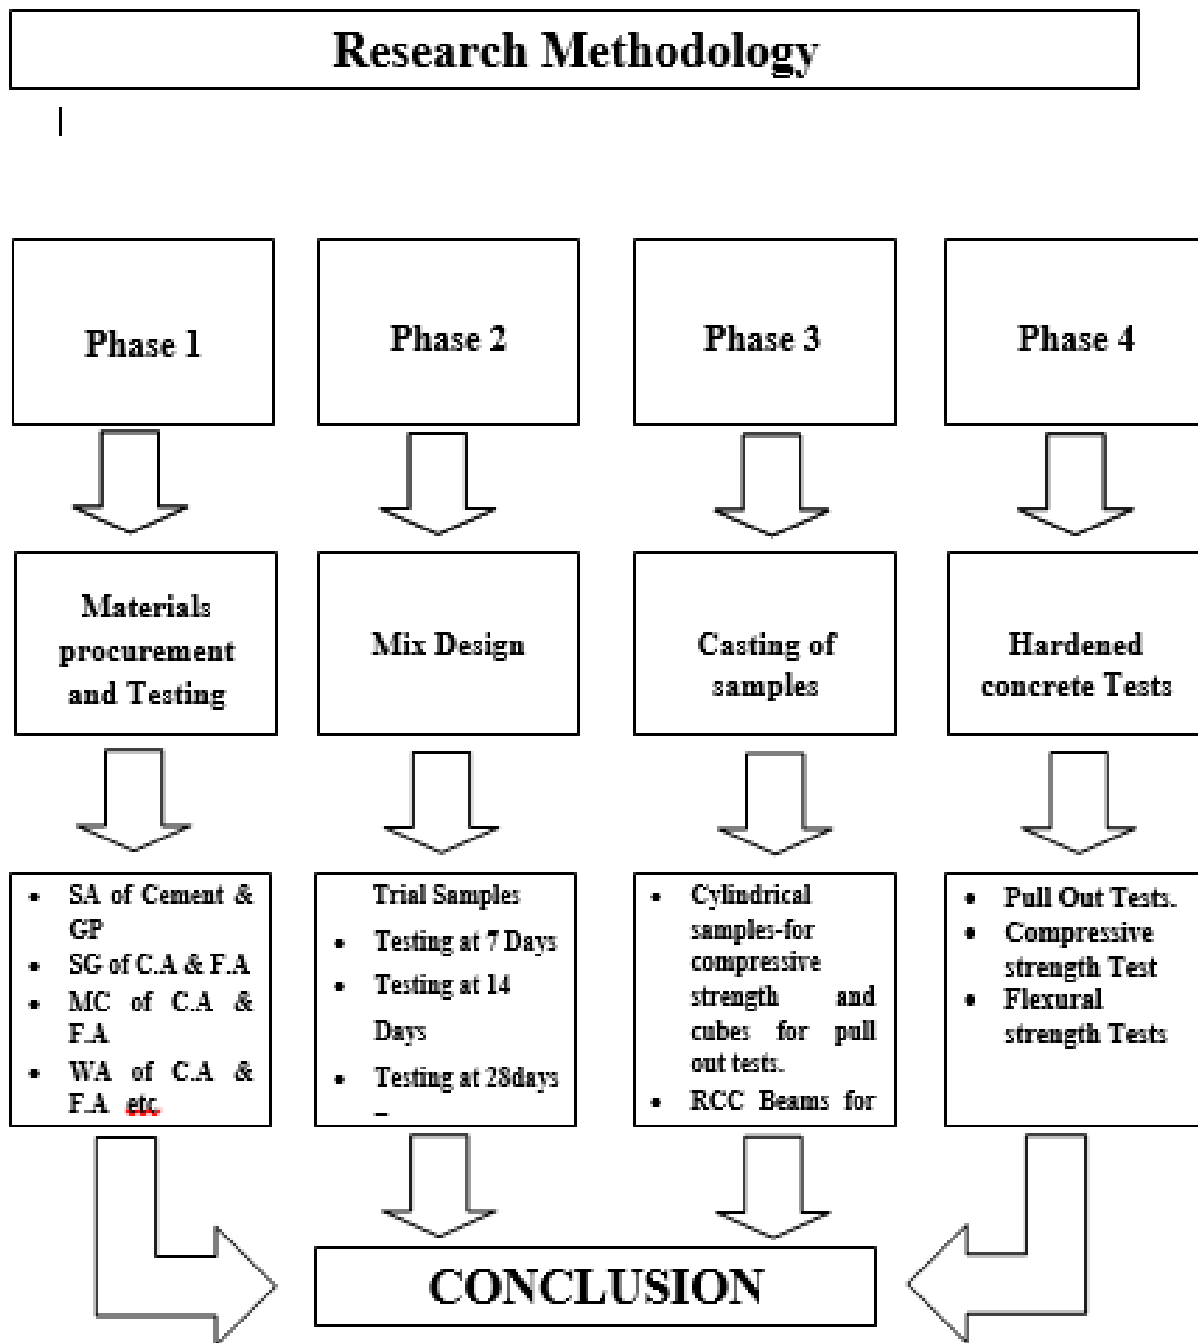 Research Methodology
Phase 1
Phase 2
Phase 3
Phase 4
Materials
procurement
and Testing
Mix Design
Casting of
samples
Hardened
concrete Tests
• SA of Cement &
GP
• SG of C.A & F.A
• MC of C.A &
F.A
• WA of C.A &
F.A etc.
Trial Samples
• Testing at 7 Days
• Testing at 14
Days
• Testing at 28days
• Cylindrical
samples-for
compressive
strength and
cubes for pull
out tests.
• RCC Beams for
• Pull Out Tests.
• Compressive
strength Test
• Flexural
strength Tests
CONCLUSION